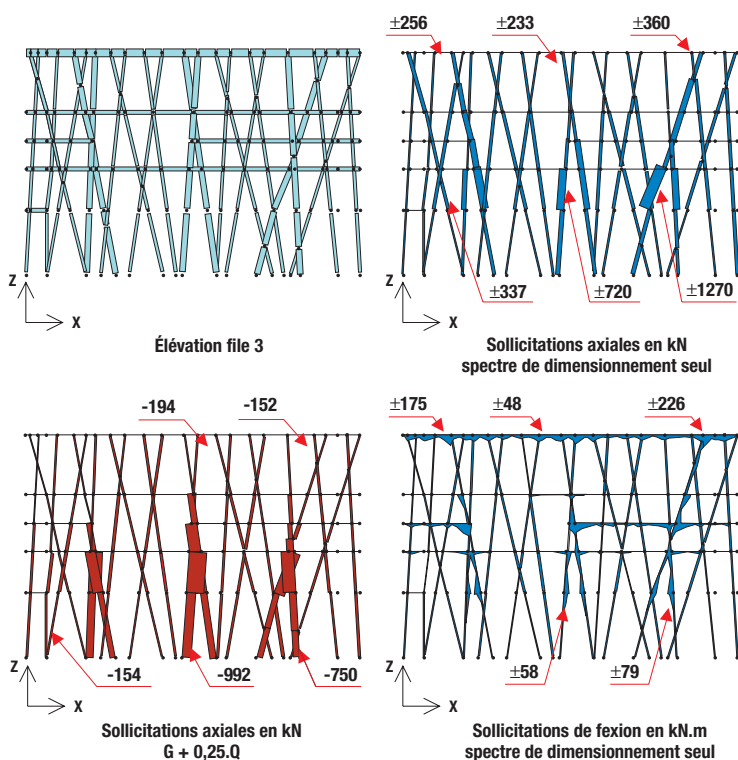 ±256
±233
±360
Z
X
Élévation file 3
±337
±720
±1270
Z
X
Sollicitations axiales en kN
spectre de dimensionnement seul
-194
-152
-154
-992
-750
Z
X
Sollicitations axiales en kN
G + 0,25.Q
±175
±48
±226
±58
±79
Z
X
Sollicitations de fexion en kN.m
spectre de dimensionnement seul